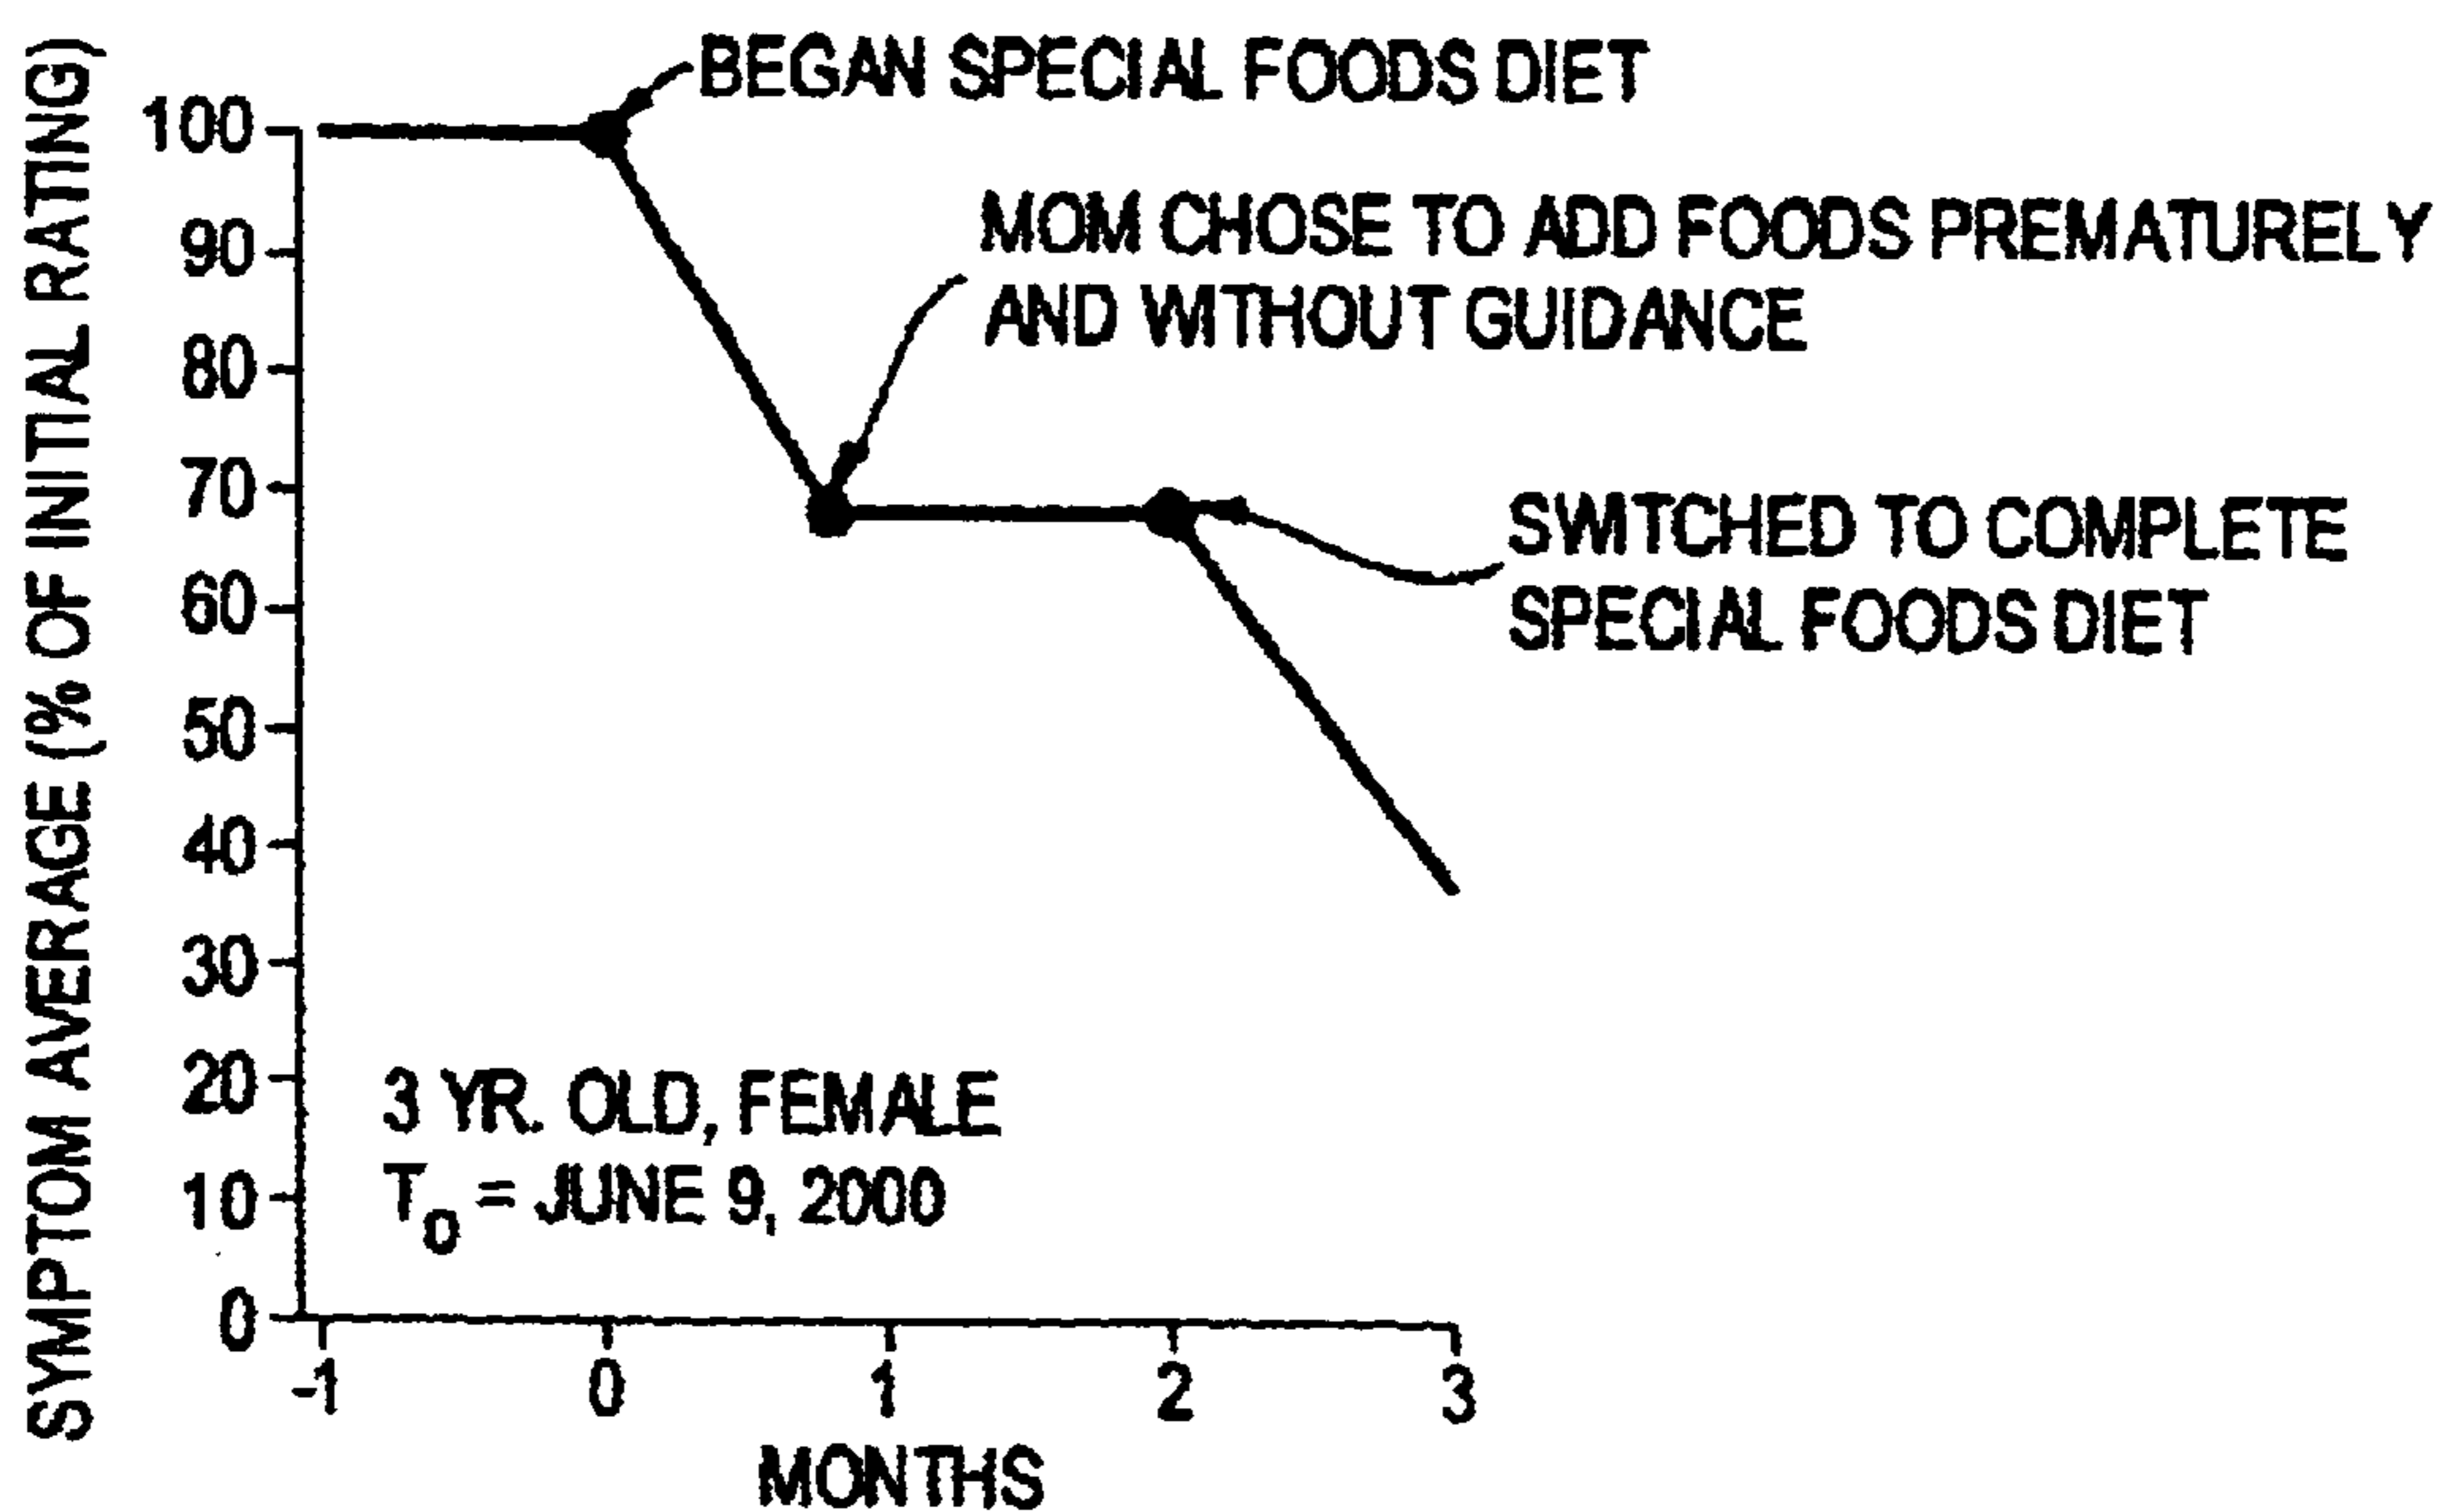 SYMPTOM AVERAGE (% OF INITIAL RATING)
100
90
80
70
60
50
40
30
20
10
0
BEGAN SPECIAL FOODS DIET
MOM CHOSE TO ADD FOODS PREMATURELY
AND WITHOUT GUIDANCE
SWITCHED TO COMPLETE
SPECIAL FOODS DIET
3 YR. OLD, FEMALE
T0 = JUNE 9, 2000
-1 0 1 2 3
MONTHS